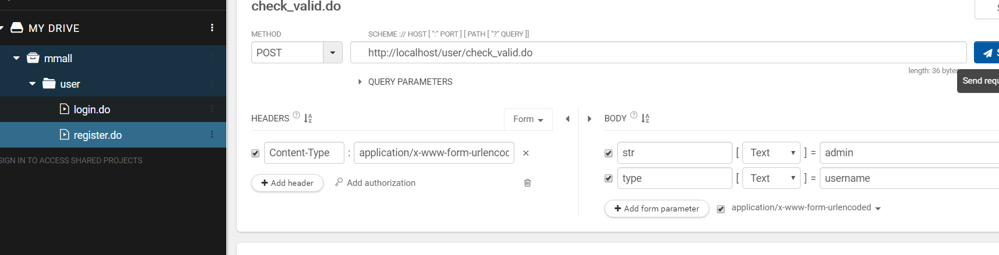 check_valid.do
MY DRIVE
METHOD
SCHEME :// HOST [ ":" PORT ] [ PATH [ "?" QUERY ]]
mmall
POST
http://localhost/user/check_valid.do
length: 36 bytes
user
QUERY PARAMETERS
Send requ
login.do
HEADERS
Form
BODY
register.do
Content-Type : application/x-www-form-urlencod
str [ Text ] = admin
SIGN IN TO ACCESS SHARED PROJECTS
type [ Text ] = username
Add header
Add authorization
Add form parameter
application/x-www-form-urlencoded